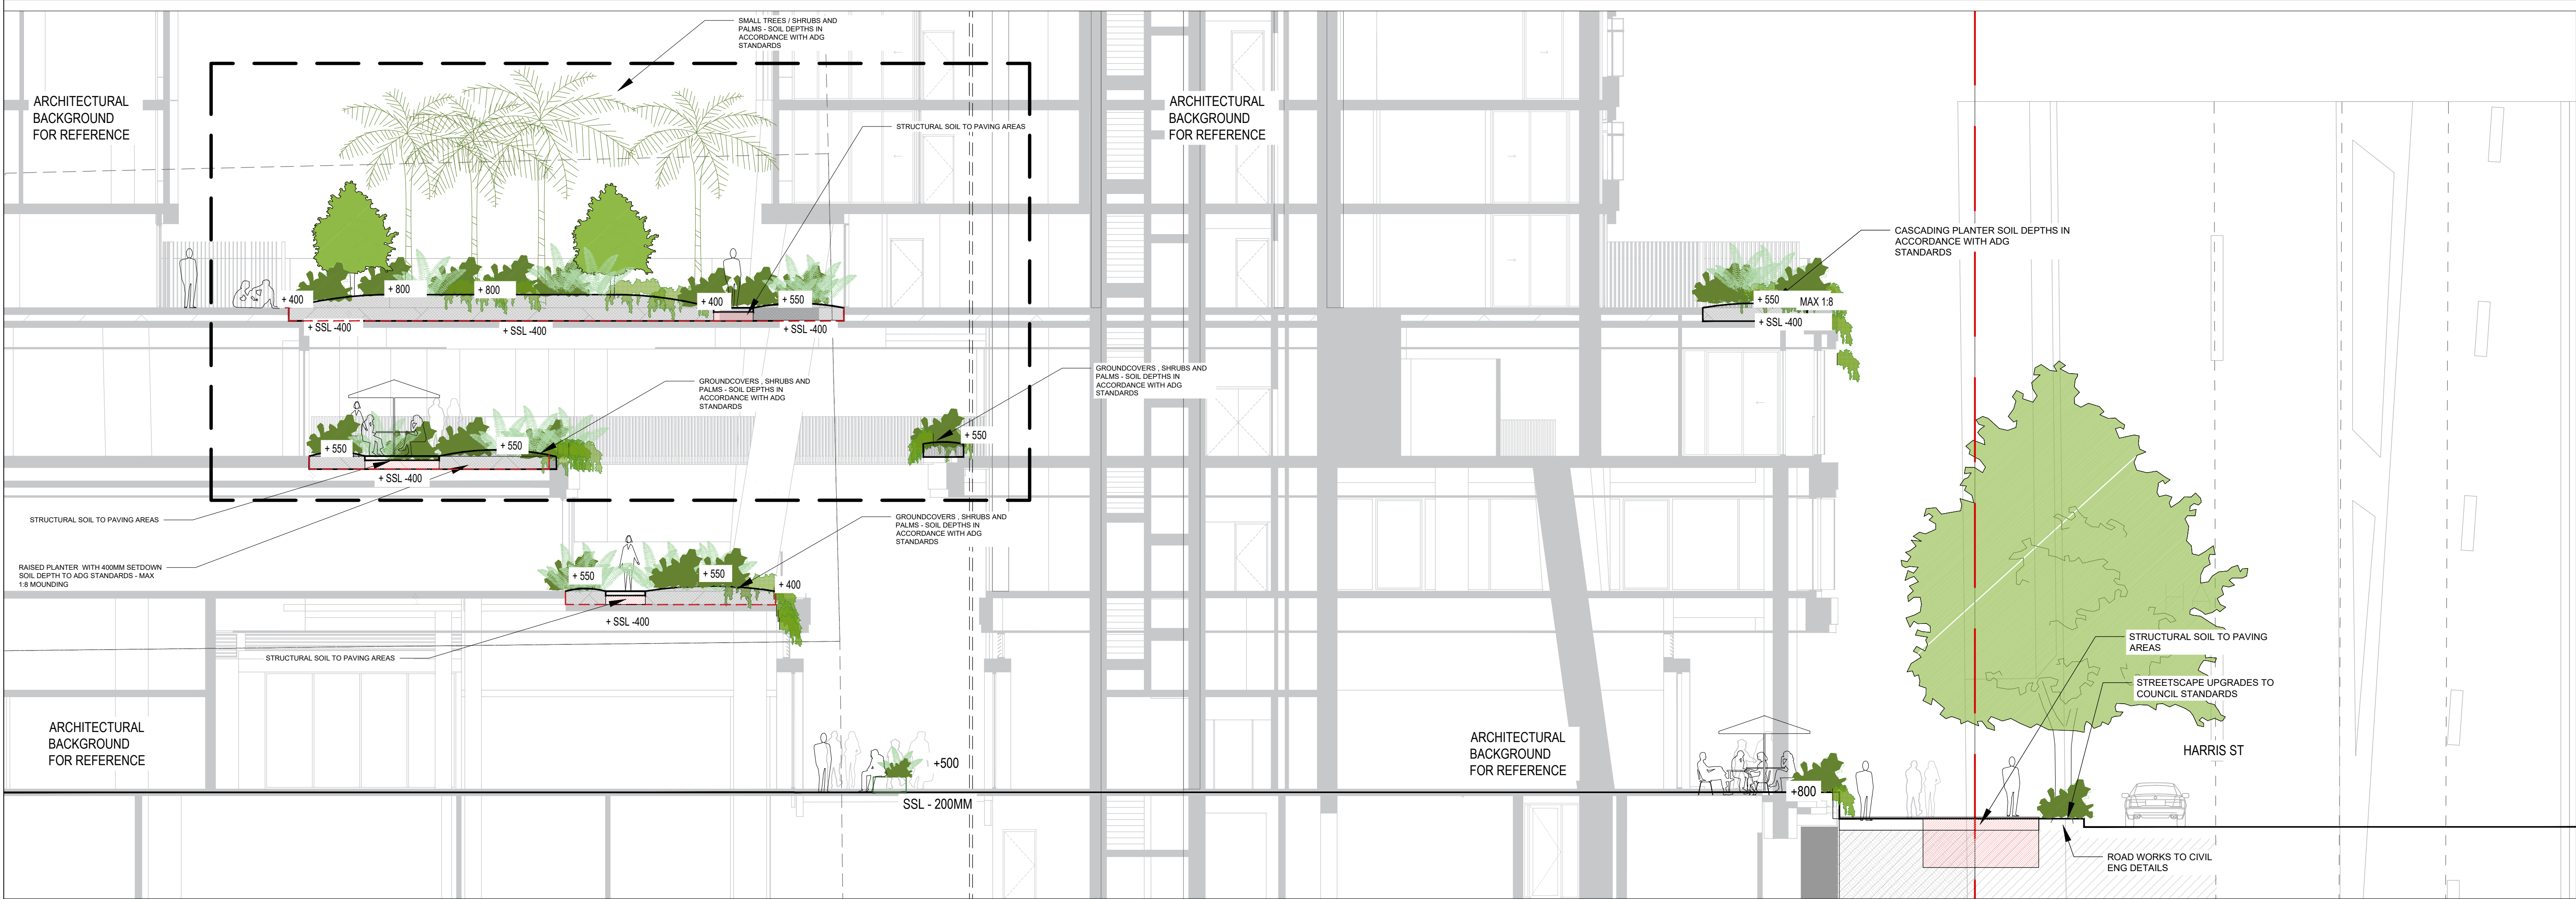 SMALL TREES / SHRUBS AND
PALMS - SOIL DEPTHS IN
ACCORDANCE WITH ADG
STANDARDS
ARCHITECTURAL
BACKGROUND
FOR REFERENCE
STRUCTURAL SOIL TO PAVING AREAS
ARCHITECTURAL
BACKGROUND
FOR REFERENCE
CASCADING PLANTER SOIL DEPTHS IN
ACCORDANCE WITH ADG
STANDARDS
+ 400
+ 800
+ 800
+ 400
+ 550
+ SSL -400
+ SSL -400
+ SSL -400
+ 550
MAX 1:8
+ SSL -400
GROUNDCOVERS , SHRUBS AND
PALMS - SOIL DEPTHS IN
ACCORDANCE WITH ADG
STANDARDS
GROUNDCOVERS , SHRUBS AND
PALMS - SOIL DEPTHS IN
ACCORDANCE WITH ADG
STANDARDS
+ 550
+ 550
+ 550
+ SSL -400
STRUCTURAL SOIL TO PAVING AREAS
RAISED PLANTER WITH 400MM SETDOWN
SOIL DEPTH TO ADG STANDARDS - MAX
1:8 MOUNDING
GROUNDCOVERS , SHRUBS AND
PALMS - SOIL DEPTHS IN
ACCORDANCE WITH ADG
STANDARDS
+ 550
+ 550
+ 400
+ SSL -400
STRUCTURAL SOIL TO PAVING AREAS
STRUCTURAL SOIL TO PAVING
AREAS
STREETSCAPE UPGRADES TO
COUNCIL STANDARDS
ARCHITECTURAL
BACKGROUND
FOR REFERENCE
ARCHITECTURAL
BACKGROUND
FOR REFERENCE
HARRIS ST
+500
SSL - 200MM
+800
ROAD WORKS TO CIVIL
ENG DETAILS